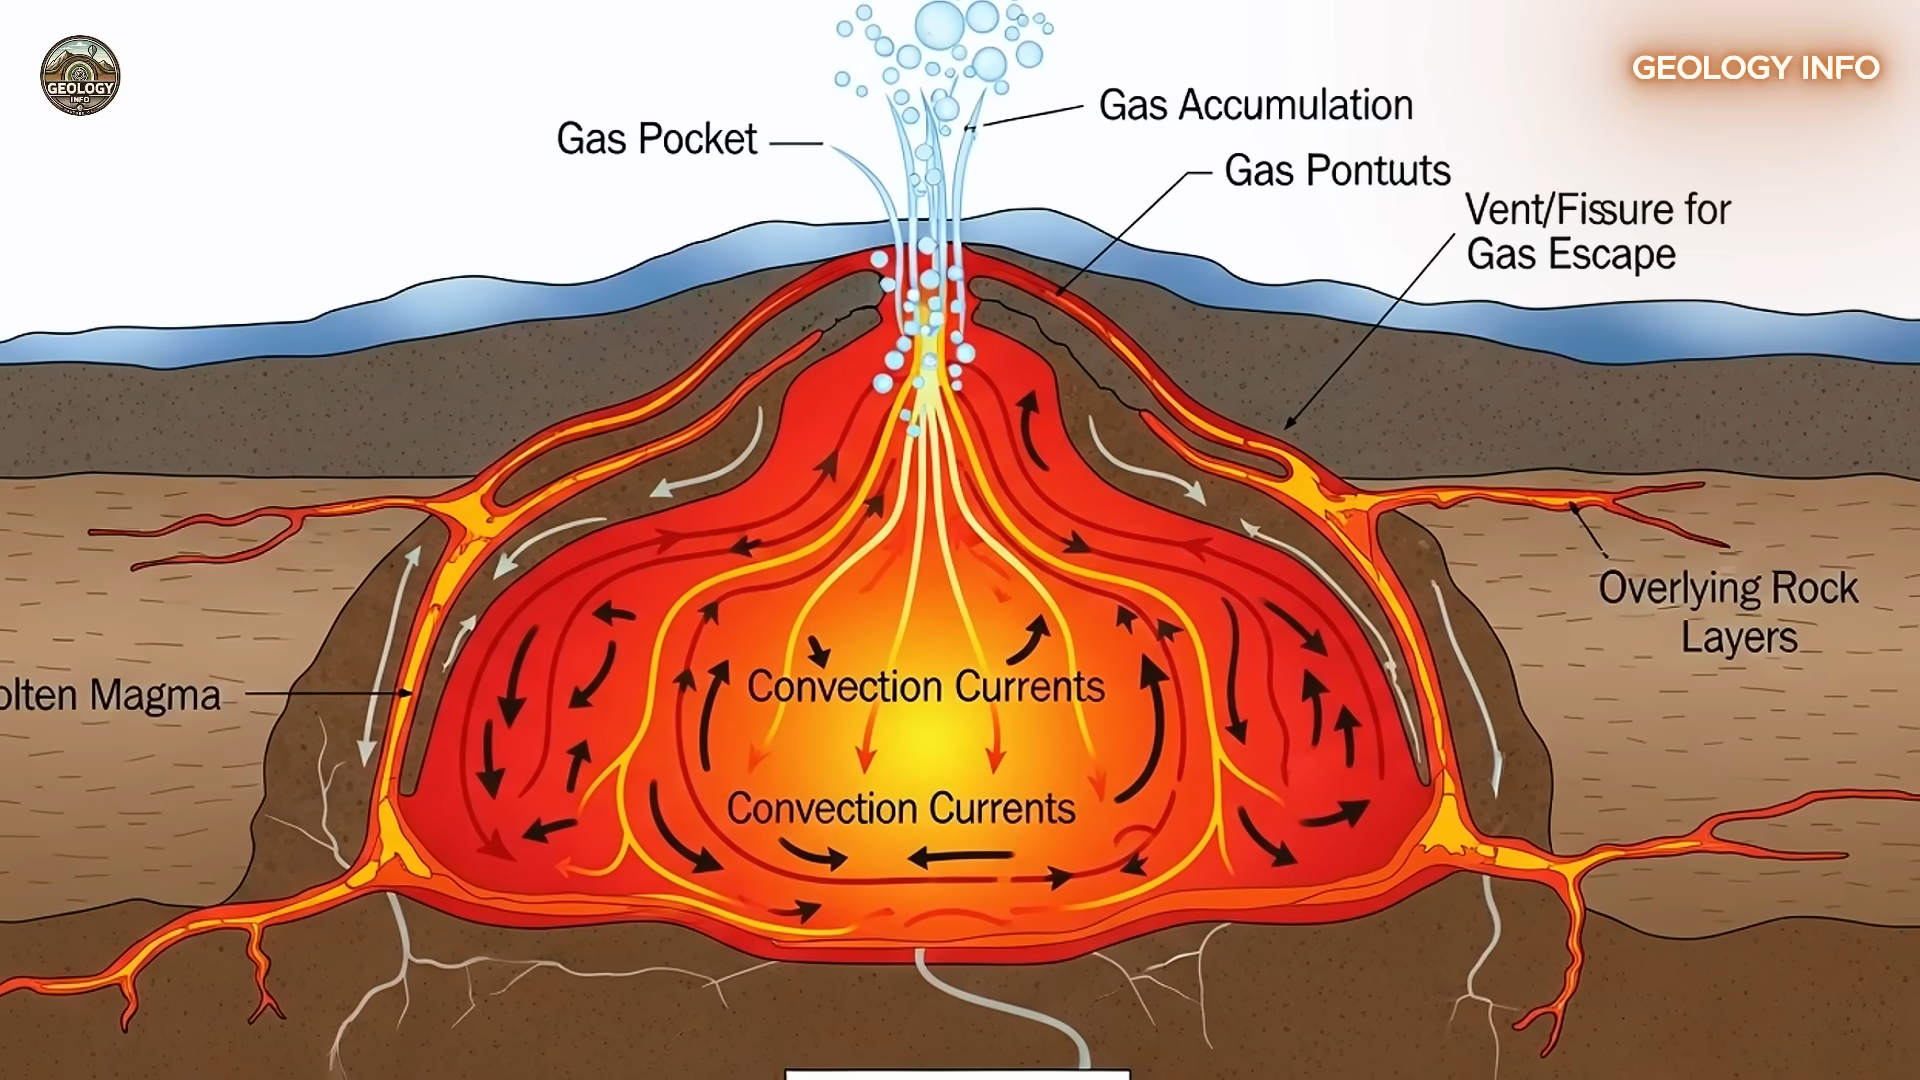 GEOLOGY
INFO
GEOLOGY INFO
Gas Accumulation
Gas Pocket
Gas Pontuts
Vent/Fissure for
Gas Escape
Overlying Rock
Layers
olten Magma
Convection Currents
Convection Currents